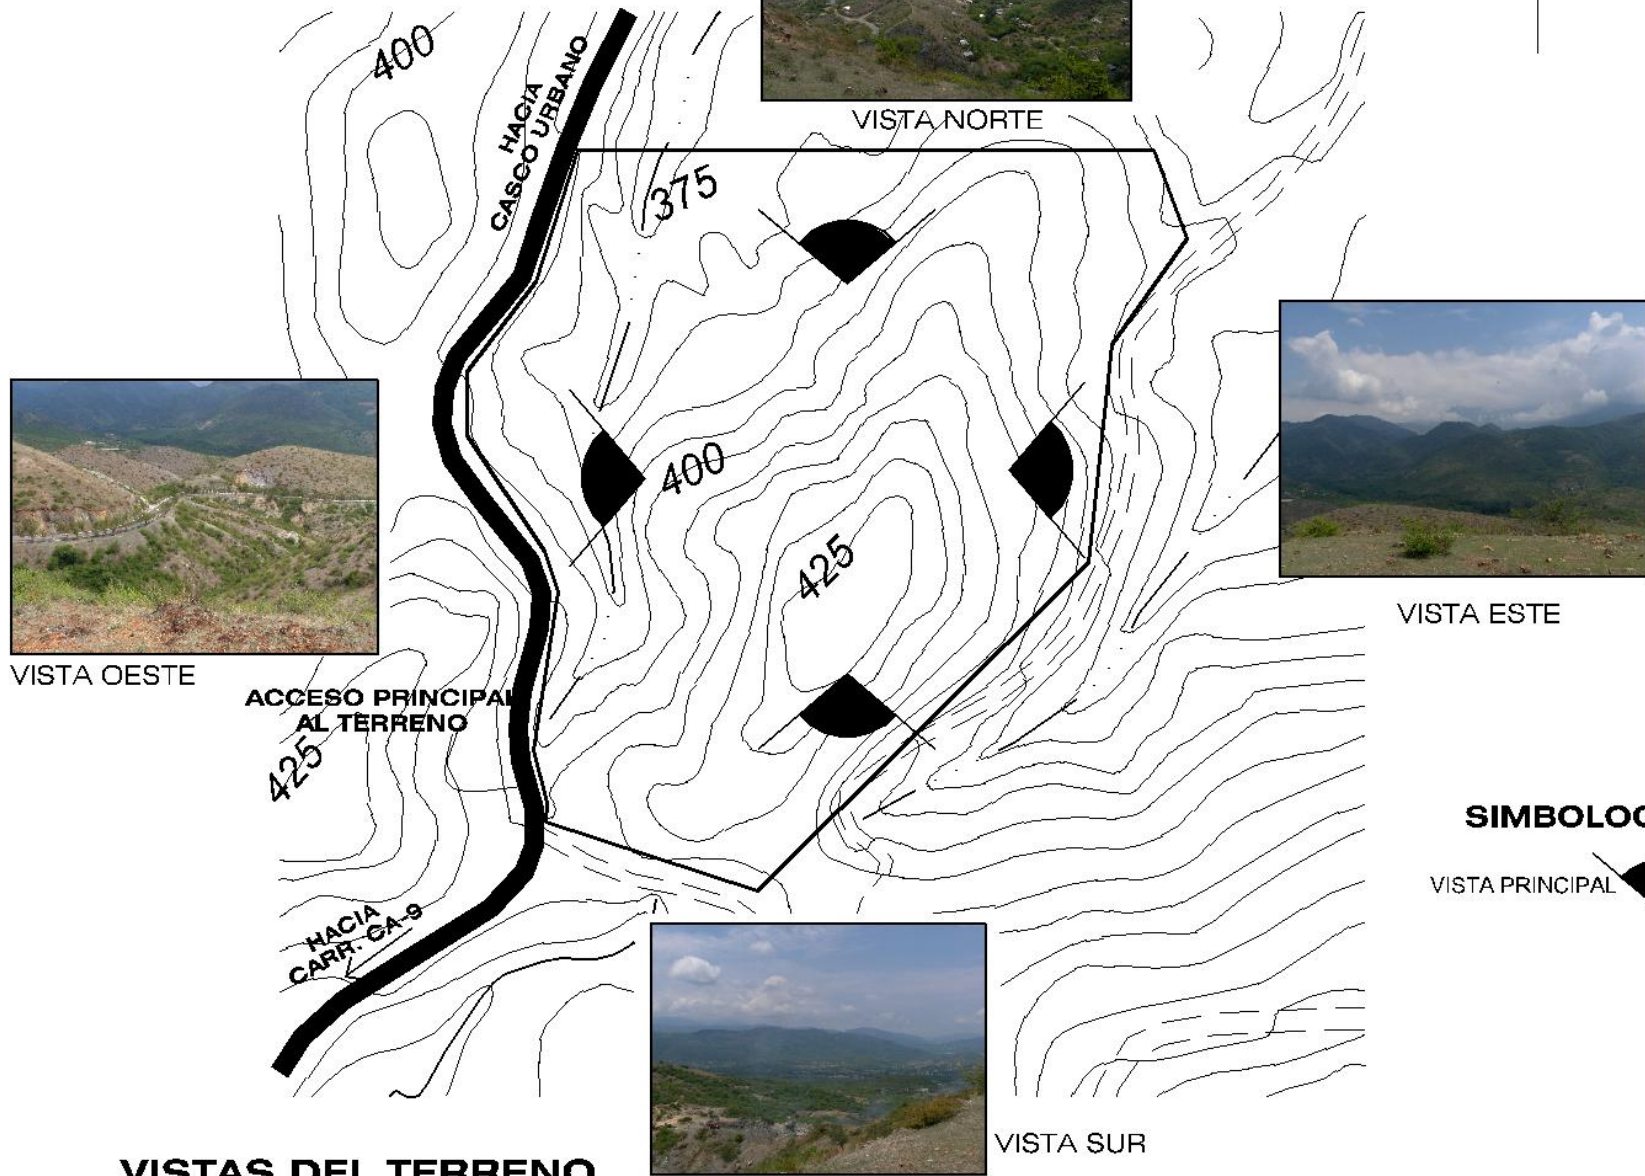 400
HACIA
CASCO URBANO
VISTA NORTE
375
400
425
VISTA OESTE
VISTA ESTE
ACCESO PRINCIPAL
AL TERRENO
425
VISTA PRINCIPAL
HACIA
CARR. CA-9
VISTA SUR
VISTAS DEL TERRENO